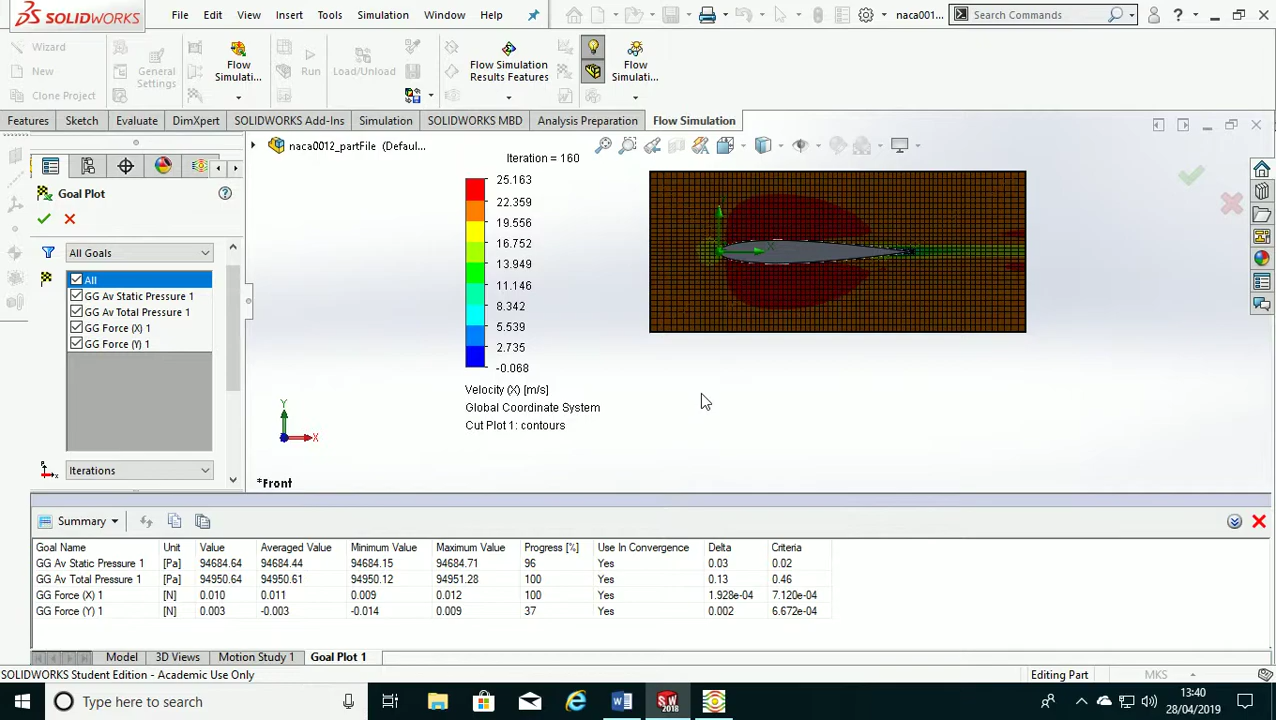 SOLIDWORKS File Edit View Insert Tools Simulation Window Help naca001... Search Commands ?
Wizard
New
Clone Project
General Settings
Flow Simulati...
Run
Load/Unload
Flow Simulation Results Features
Flow Simulati...
Features Sketch Evaluate DimXpert SOLIDWORKS Add-Ins Simulation SOLIDWORKS MBD Analysis Preparation Flow Simulation
naca0012_partFile (Defaul...
Goal Plot ?
All Goals
All
GG Av Static Pressure 1
GG Av Total Pressure 1
GG Force (X) 1
GG Force (Y) 1
Iterations
Iteration = 160
25.163
22.359
19.556
16.752
13.949
11.146
8.342
5.539
2.735
-0.068
Velocity (X) [m/s]
Global Coordinate System
Cut Plot 1: contours
X
Y
X
*Front
Summary
Goal Name Unit Value Averaged Value Minimum Value Maximum Value Progress [%] Use In Convergence Delta Criteria
GG Av Static Pressure 1 [Pa] 94684.64 94684.44 94684.15 94684.71 96 Yes 0.03 0.02
GG Av Total Pressure 1 [Pa] 94950.64 94950.61 94950.12 94951.28 100 Yes 0.13 0.46
GG Force (X) 1 [N] 0.010 0.011 0.009 0.012 100 Yes 1.928e-04 7.120e-04
GG Force (Y) 1 [N] 0.003 -0.003 -0.014 0.009 37 Yes 0.002 6.672e-04
Model 3D Views Motion Study 1 Goal Plot 1
SOLIDWORKS Student Edition - Academic Use Only Editing Part MKS
Type here to search
SW 2018
13:40
28/04/2019